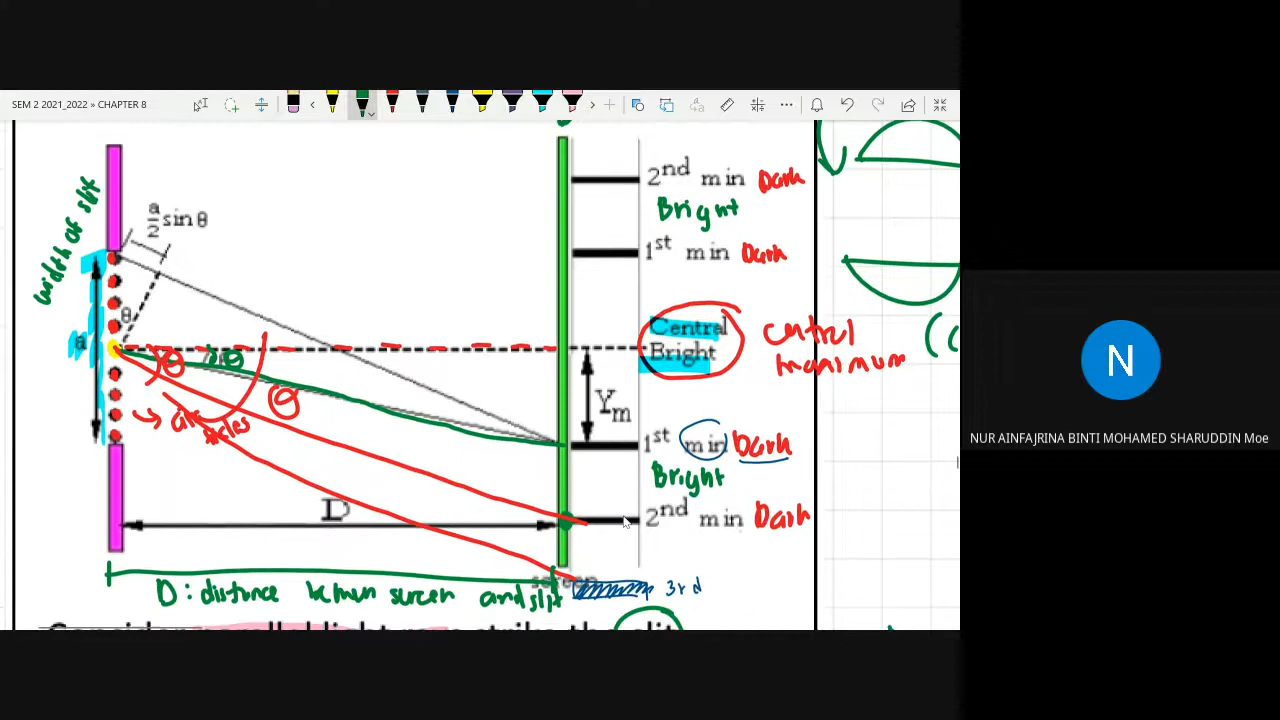 SEM 2 2021_2022 » CHAPTER 8
2nd min Dark
Bright
width of slit
a/2 sin θ
1st min Dark
θ
Central
Bright
central
maximum
a
θ
θ
θ
Ym
1st min Dark
Bright
2nd min Dark
D
screen
3rd
D : distance between screen and slit
N
NUR AINFAJRINA BINTI MOHAMED SHARUDDIN Moe